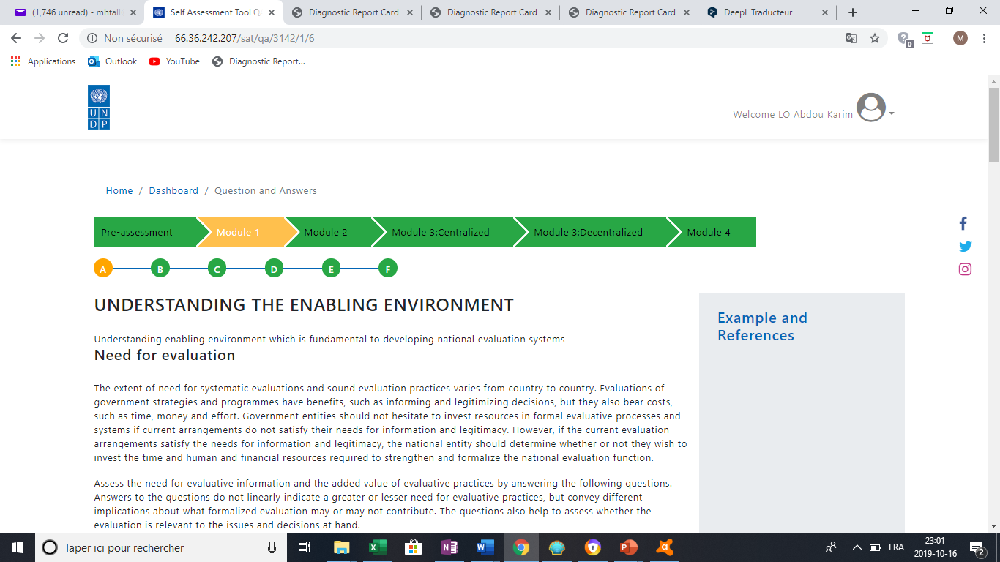 (1,746 unread) - mhtall
Self Assessment Tool Q
Diagnostic Report Card
Diagnostic Report Card
Diagnostic Report Card
DeepL Traducteur
Non sécurisé
66.36.242.207/sat/qa/3142/1/6
0
M
Applications
Outlook
YouTube
Diagnostic Report...
U N
D P
Welcome LO Abdou Karim
Home / Dashboard / Question and Answers
Pre-assessment
Module 1
Module 2
Module 3:Centralized
Module 3:Decentralized
Module 4
A B C D E F
UNDERSTANDING THE ENABLING ENVIRONMENT
Understanding enabling environment which is fundamental to developing national evaluation systems
Need for evaluation
The extent of need for systematic evaluations and sound evaluation practices varies from country to country. Evaluations of
government strategies and programmes have benefits, such as informing and legitimizing decisions, but they also bear costs,
such as time, money and effort. Government entities should not hesitate to invest resources in formal evaluative processes and
systems if current arrangements do not satisfy their needs for information and legitimacy. However, if the current evaluation
arrangements satisfy the needs for information and legitimacy, the national entity should determine whether or not they wish to
invest the time and human and financial resources required to strengthen and formalize the national evaluation function.
Assess the need for evaluative information and the added value of evaluative practices by answering the following questions.
Answers to the questions do not linearly indicate a greater or lesser need for evaluative practices, but convey different
implications about what formalized evaluation may or may not contribute. The questions also help to assess whether the
evaluation is relevant to the issues and decisions at hand.
Example and
References
Taper ici pour rechercher
FRA
23:01
2019-10-16
2